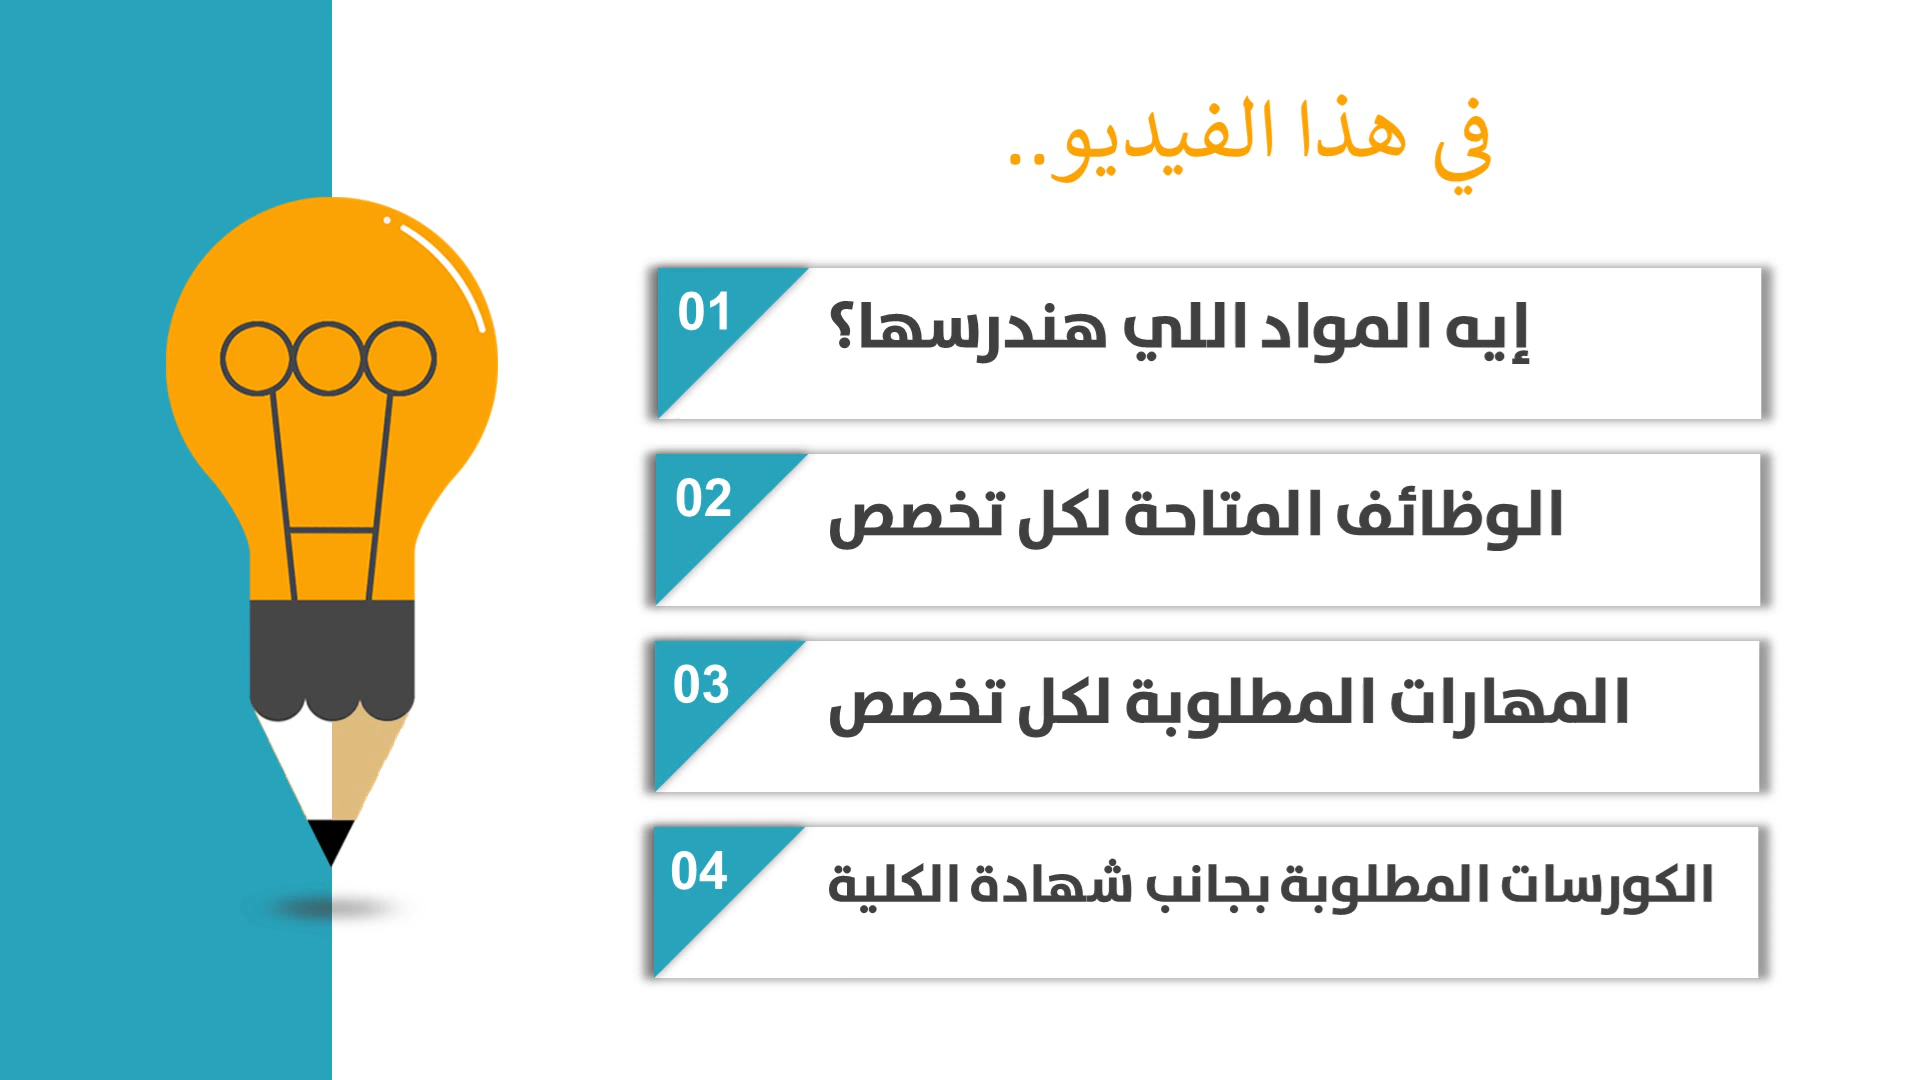 في هذا الفيديو..
01 إيه المواد اللي هندرسها؟
02 الوظائف المتاحة لكل تخصص
03 المهارات المطلوبة لكل تخصص
04 الكورسات المطلوبة بجانب شهادة الكلية